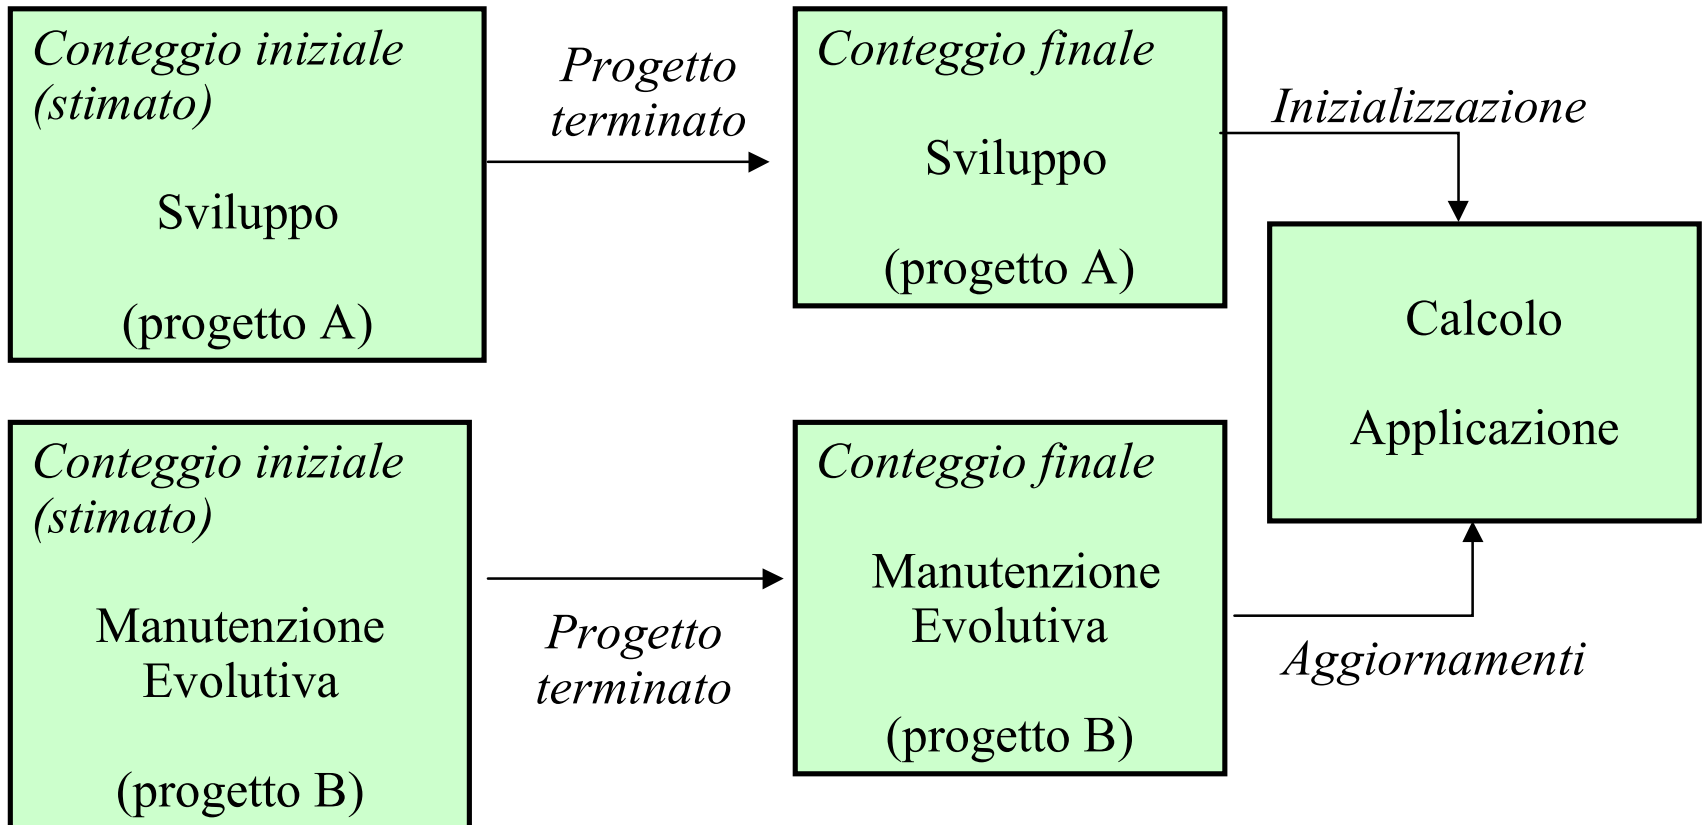 Conteggio iniziale
(stimato)
Sviluppo
(progetto A)
Progetto
terminato
Conteggio finale
Sviluppo
(progetto A)
Inizializzazione
Calcolo
Applicazione
Conteggio iniziale
(stimato)
Manutenzione
Evolutiva
(progetto B)
Progetto
terminato
Conteggio finale
Manutenzione
Evolutiva
(progetto B)
Aggiornamenti